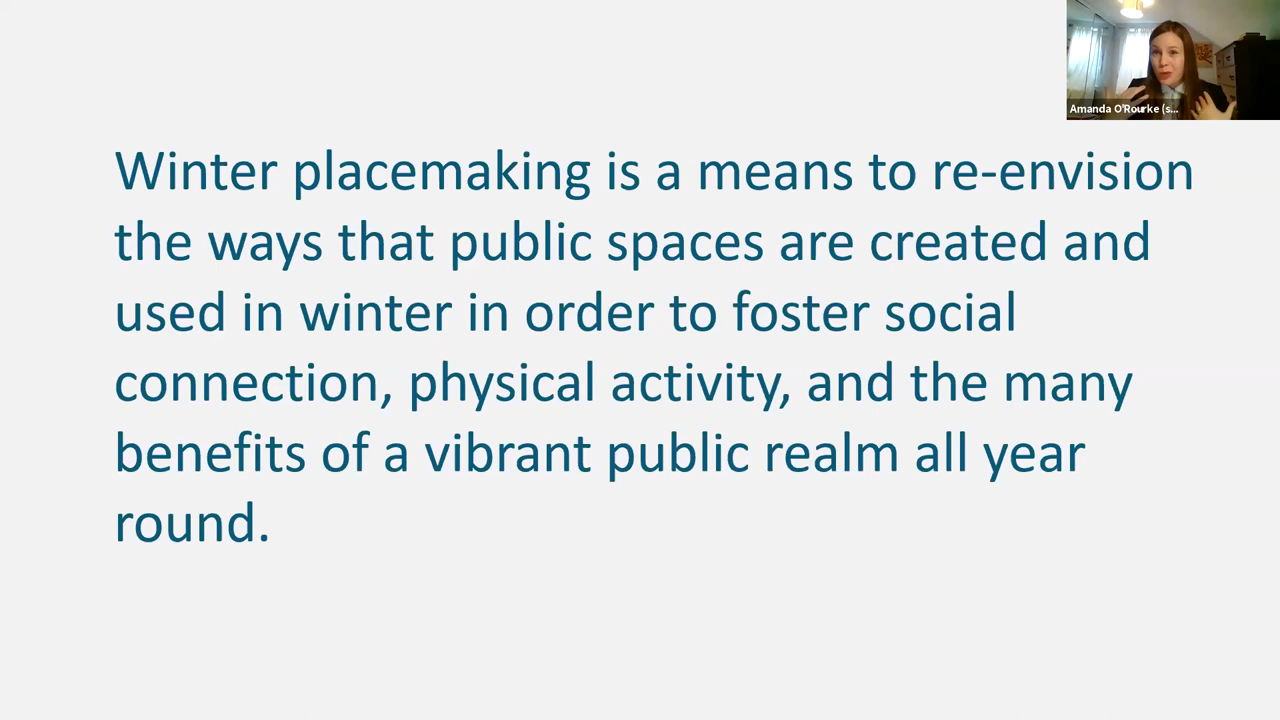 Amanda O'Rourke (s...
Winter placemaking is a means to re-envision
the ways that public spaces are created and
used in winter in order to foster social
connection, physical activity, and the many
benefits of a vibrant public realm all year
round.